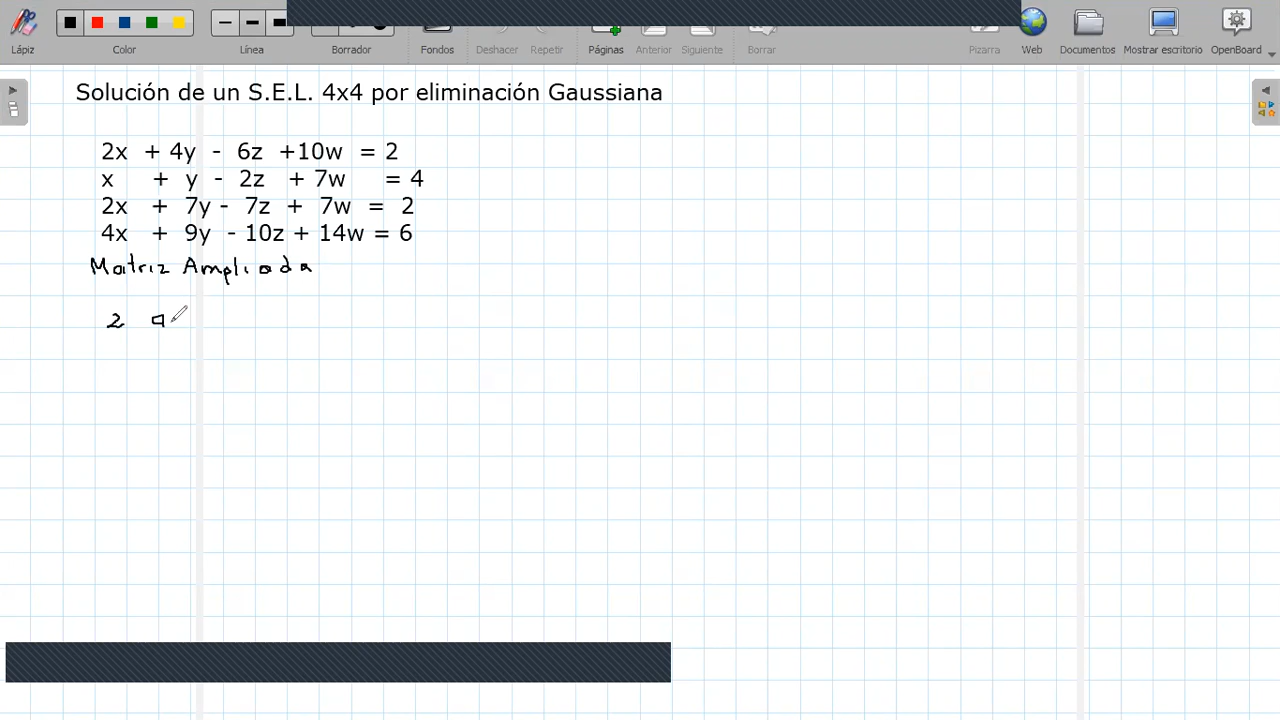 Lápiz
Color
Línea
Borrador
Fondos
Deshacer
Repetir
Páginas
Anterior
Siguiente
Borrar
Pizarra
Web
Documentos
Mostrar escritorio
OpenBoard
Solución de un S.E.L. 4x4 por eliminación Gaussiana
2x + 4y - 6z +10w = 2
x + y - 2z + 7w = 4
2x + 7y - 7z + 7w = 2
4x + 9y - 10z + 14w = 6
Matriz Ampliada
2